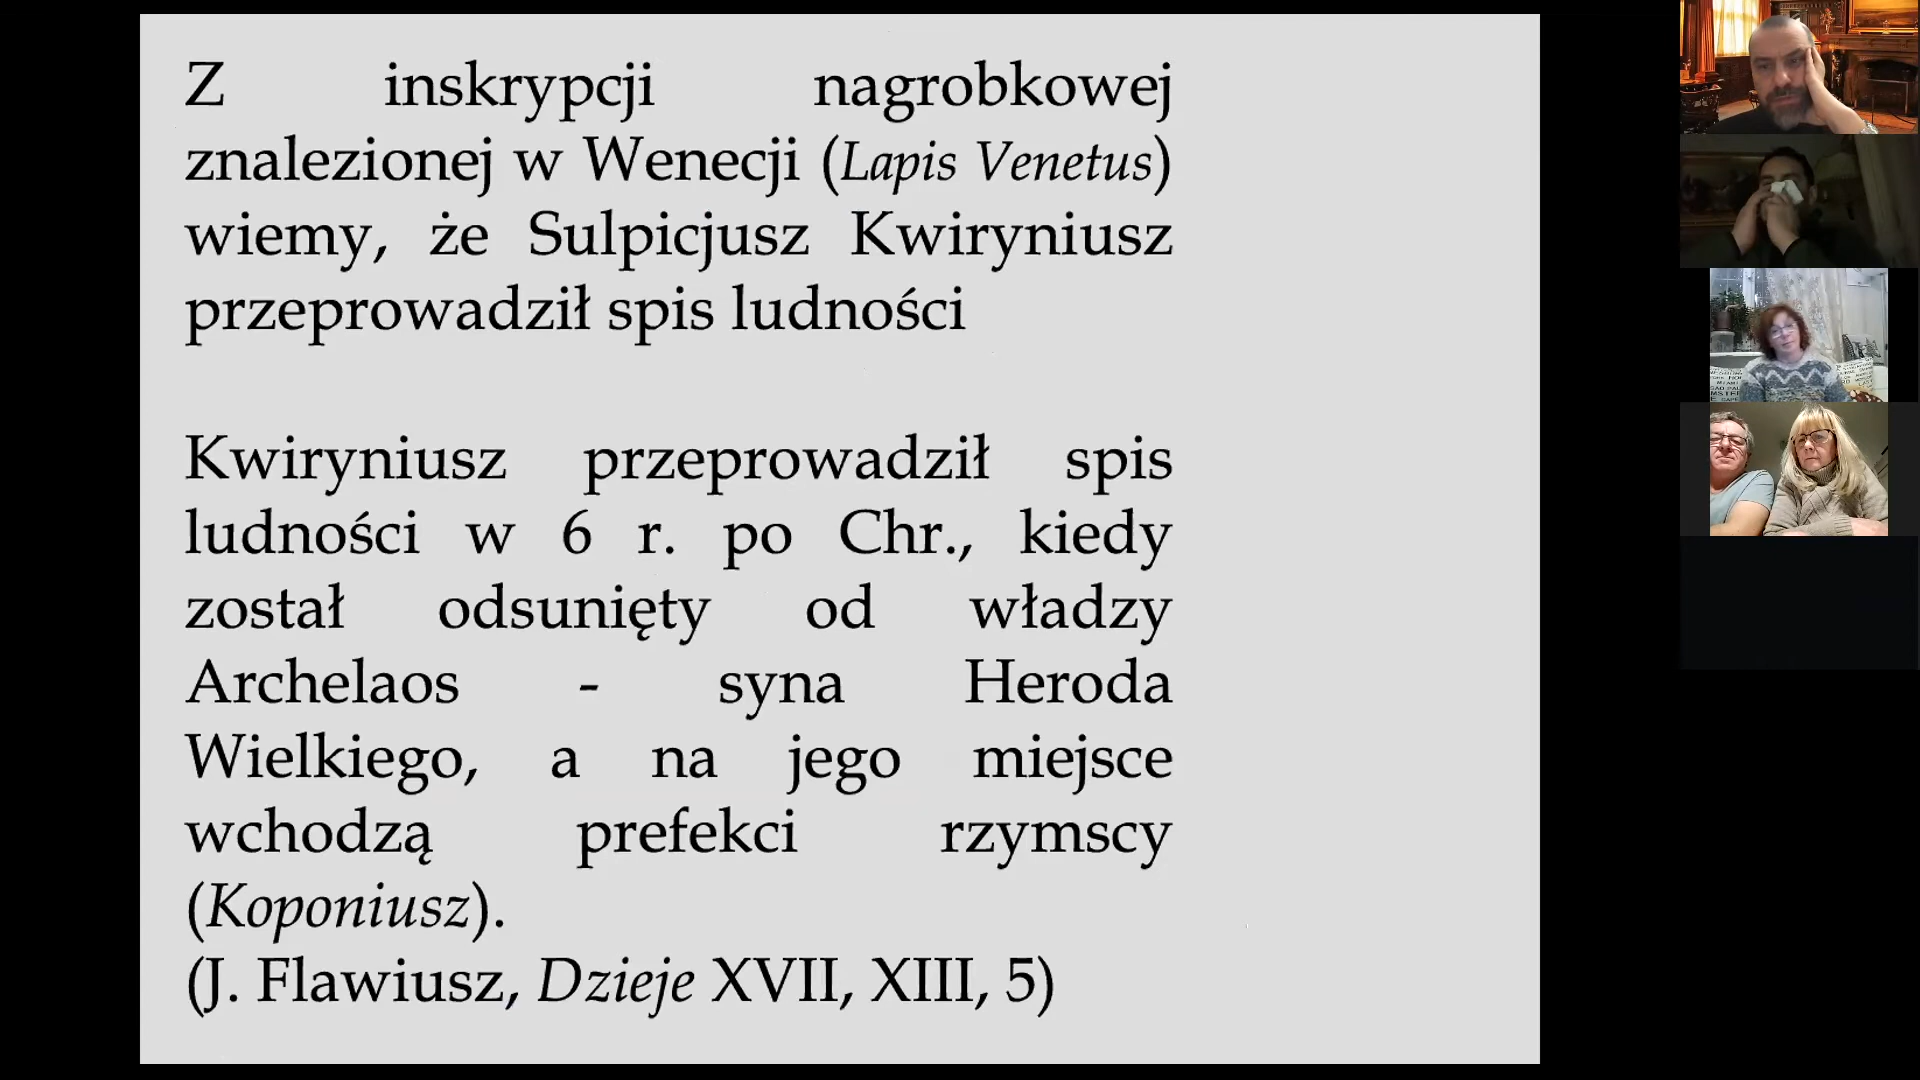 Z inskrypcji nagrobkowej
znalezionej w Wenecji (Lapis Venetus)
wiemy, że Sulpicjusz Kwiryniusz
przeprowadził spis ludności
Kwiryniusz przeprowadził spis
ludności w 6 r. po Chr., kiedy
został odsunięty od władzy
Archelaos - syna Heroda
Wielkiego, a na jego miejsce
wchodzą prefekci rzymscy
(Koponiusz).
(J. Flawiusz, Dzieje XVII, XIII, 5)